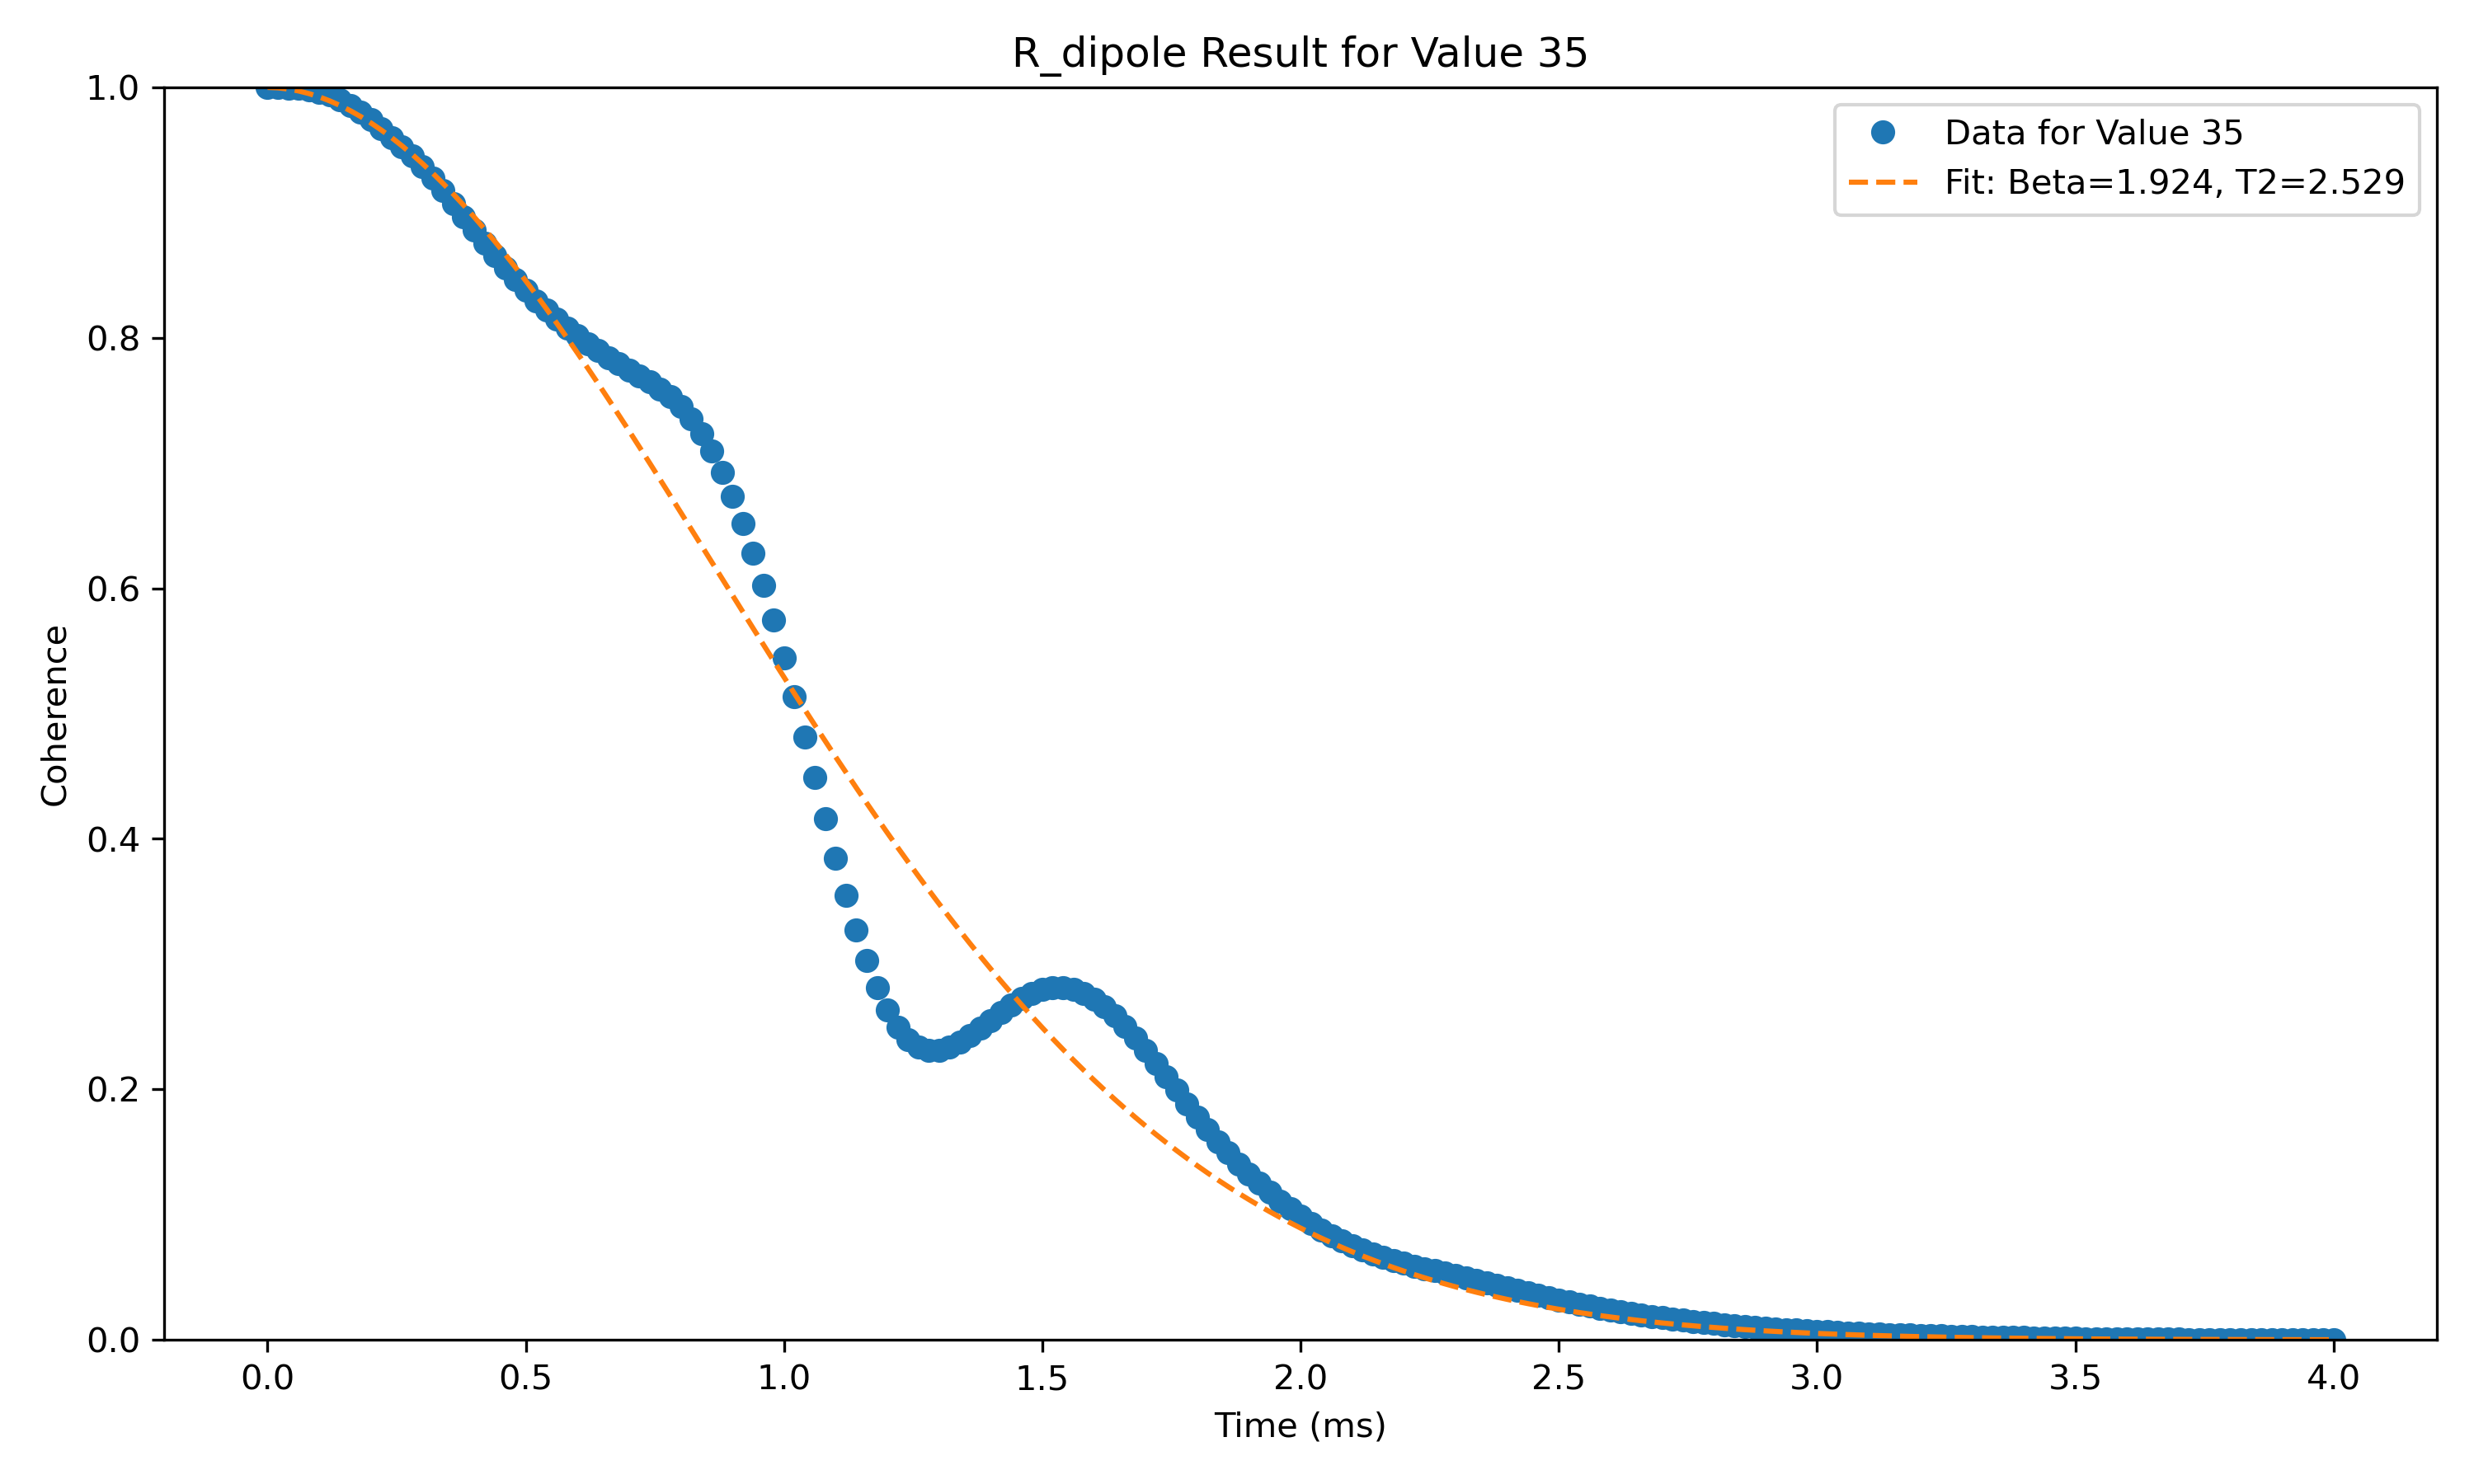 R_dipole Result for Value 35
Data for Value 35
Fit: Beta=1.924, T2=2.529
1.0
0.8
0.6
0.4
0.2
0.0
Coherence
0.0 0.5 1.0 1.5 2.0 2.5 3.0 3.5 4.0
Time (ms)